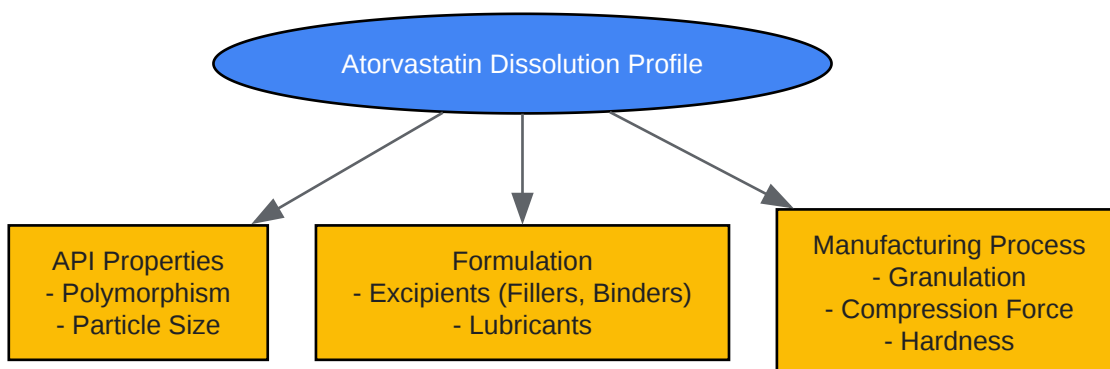 Atorvastatin Dissolution Profile
API Properties
- Polymorphism
- Particle Size
Formulation
- Excipients (Fillers, Binders)
- Lubricants
Manufacturing Process
- Granulation
- Compression Force
- Hardness